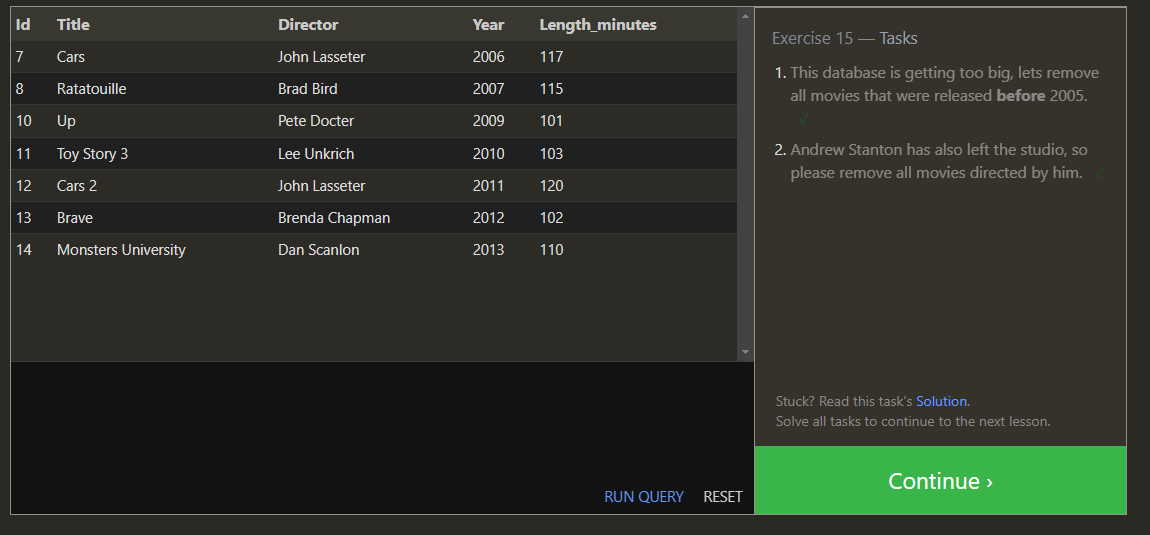 Id Title Director Year Length_minutes
7 Cars John Lasseter 2006 117
8 Ratatouille Brad Bird 2007 115
10 Up Pete Docter 2009 101
11 Toy Story 3 Lee Unkrich 2010 103
12 Cars 2 John Lasseter 2011 120
13 Brave Brenda Chapman 2012 102
14 Monsters University Dan Scanlon 2013 110
RUN QUERY RESET
Exercise 15 — Tasks
1. This database is getting too big, lets remove
all movies that were released before 2005.
✓
2. Andrew Stanton has also left the studio, so
please remove all movies directed by him. ✓
Stuck? Read this task's Solution.
Solve all tasks to continue to the next lesson.
Continue ›